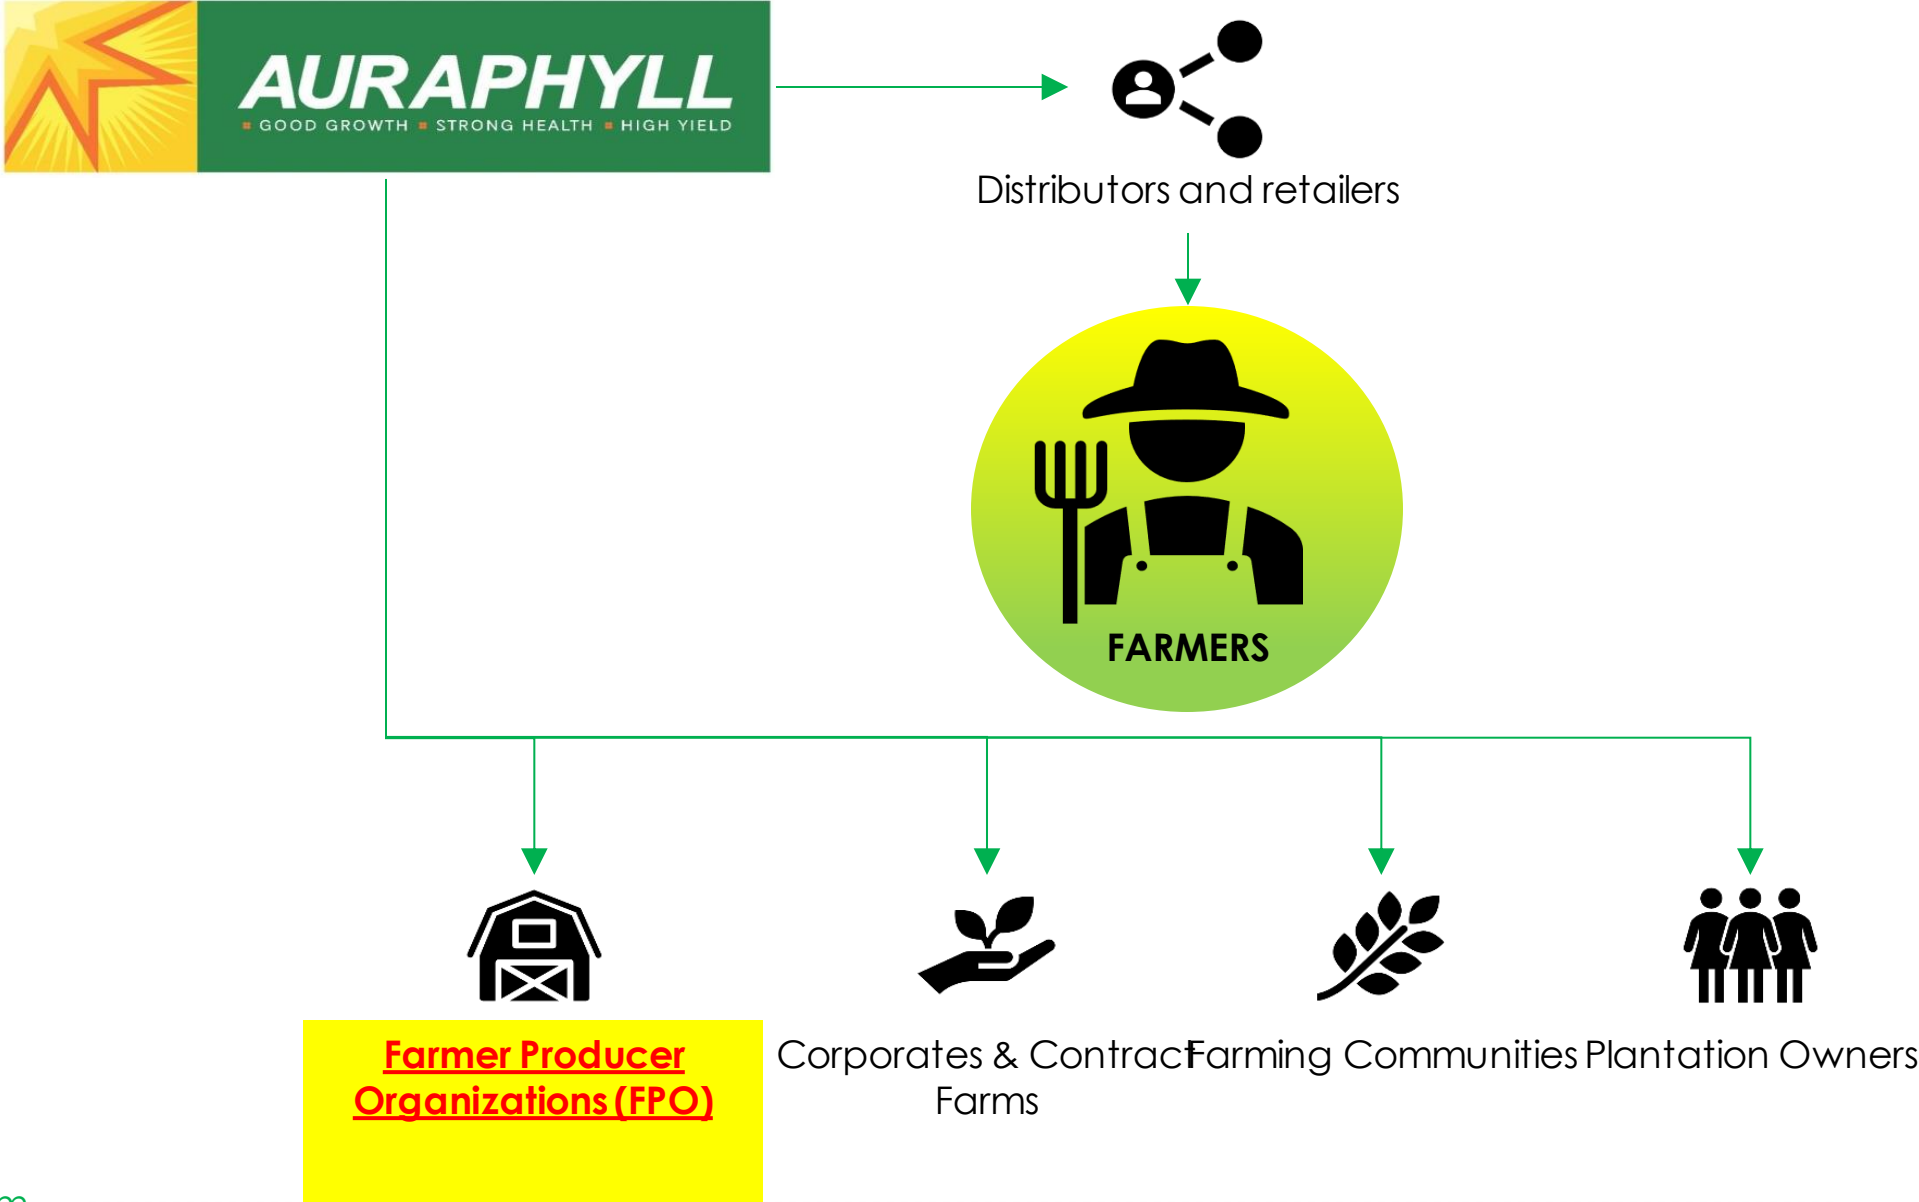 AURAPHYLL
GOOD GROWTH ▪ STRONG HEALTH ▪ HIGH YIELD
Distributors and retailers
FARMERS
Farmer Producer
Organizations (FPO)
Corporates & Contract
Farms
Farming Communities
Plantation Owners